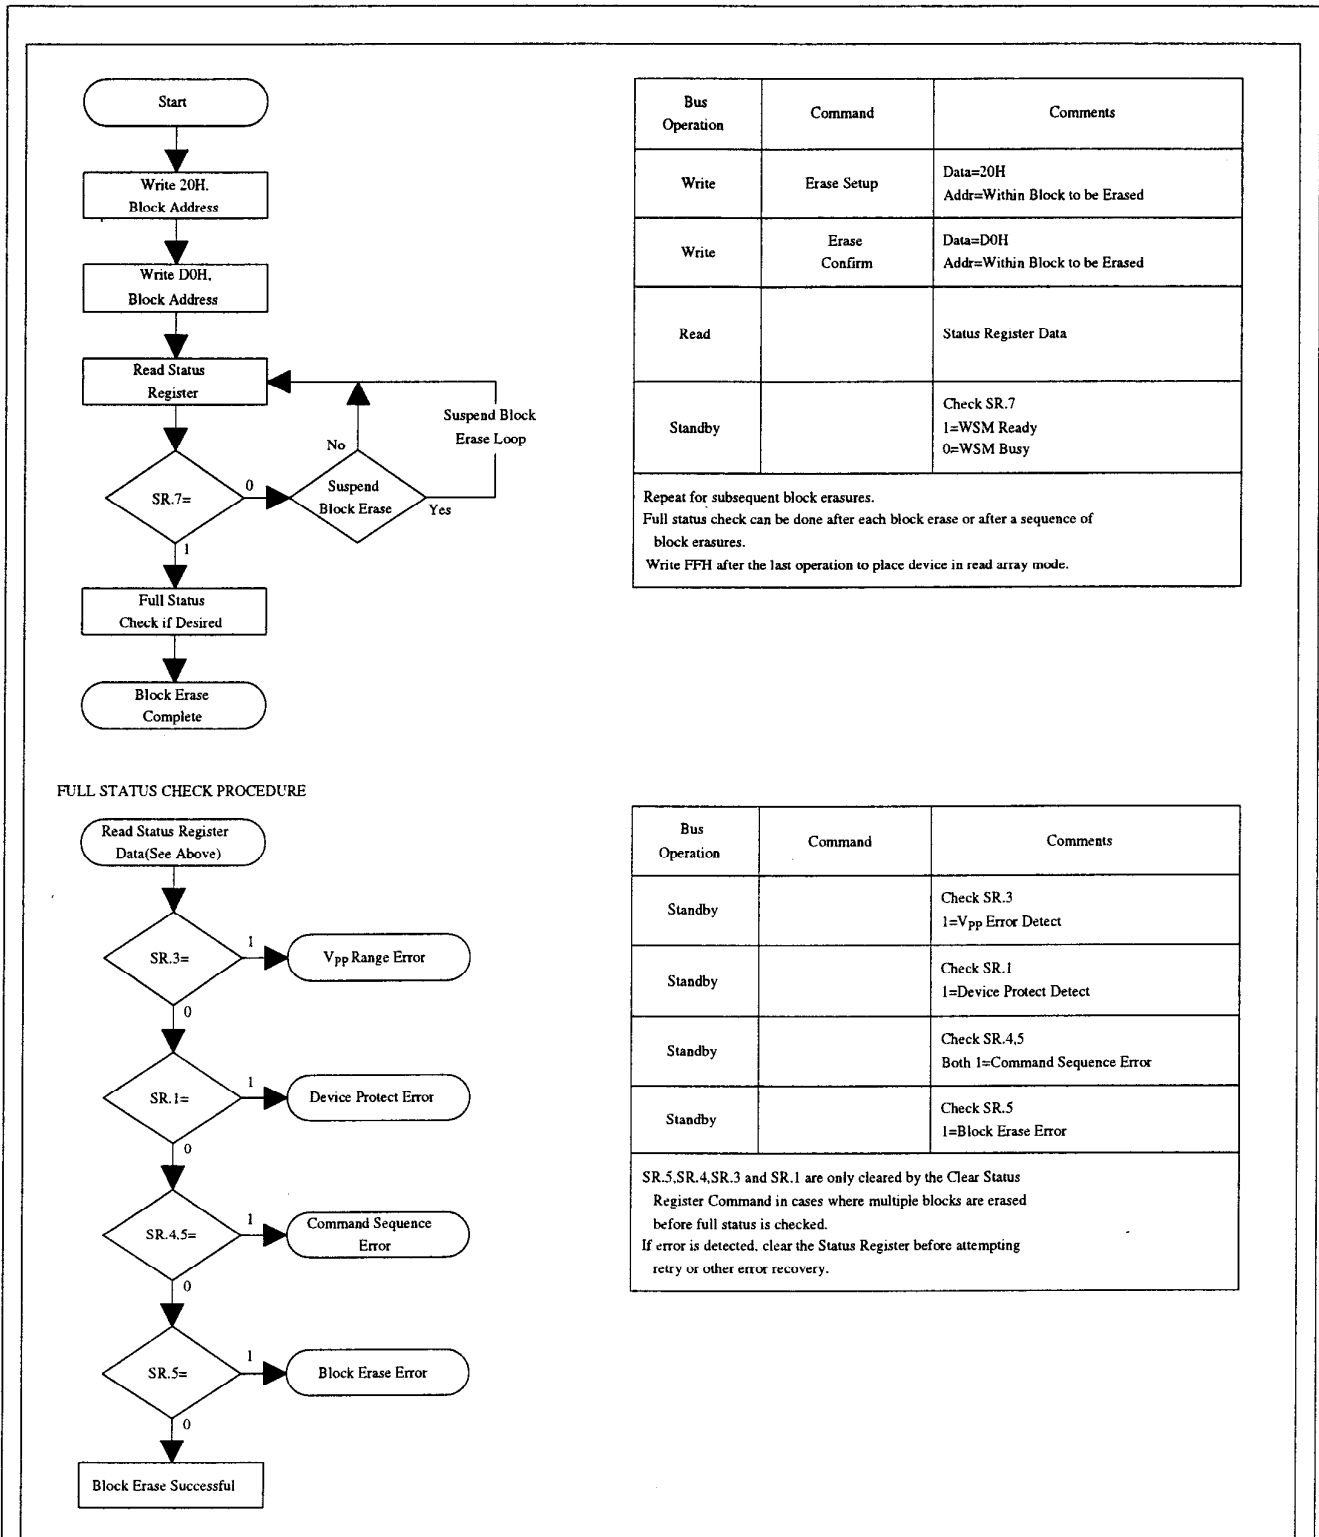 Start
Write 20H,
Block Address
Write D0H,
Block Address
Read Status
Register
Suspend Block
Erase Loop
No
SR.7=
0
Suspend
Block Erase
Yes
1
Full Status
Check if Desired
Block Erase
Complete
Bus
Operation
Command
Comments
Write
Erase Setup
Data=20H
Addr=Within Block to be Erased
Write
Erase
Confirm
Data=D0H
Addr=Within Block to be Erased
Read
Status Register Data
Standby
Check SR.7
1=WSM Ready
0=WSM Busy
Repeat for subsequent block erasures.
Full status check can be done after each block erase or after a sequence of
block erasures.
Write FFH after the last operation to place device in read array mode.
FULL STATUS CHECK PROCEDURE
Read Status Register
Data(See Above)
SR.3=
1
VPP Range Error
0
SR.1=
1
Device Protect Error
0
SR.4,5=
1
Command Sequence
Error
0
SR.5=
1
Block Erase Error
0
Block Erase Successful
Bus
Operation
Command
Comments
Standby
Check SR.3
1=VPP Error Detect
Standby
Check SR.1
1=Device Protect Detect
Standby
Check SR.4,5
Both 1=Command Sequence Error
Standby
Check SR.5
1=Block Erase Error
SR.5,SR.4,SR.3 and SR.1 are only cleared by the Clear Status
Register Command in cases where multiple blocks are erased
before full status is checked.
If error is detected, clear the Status Register before attempting
retry or other error recovery.